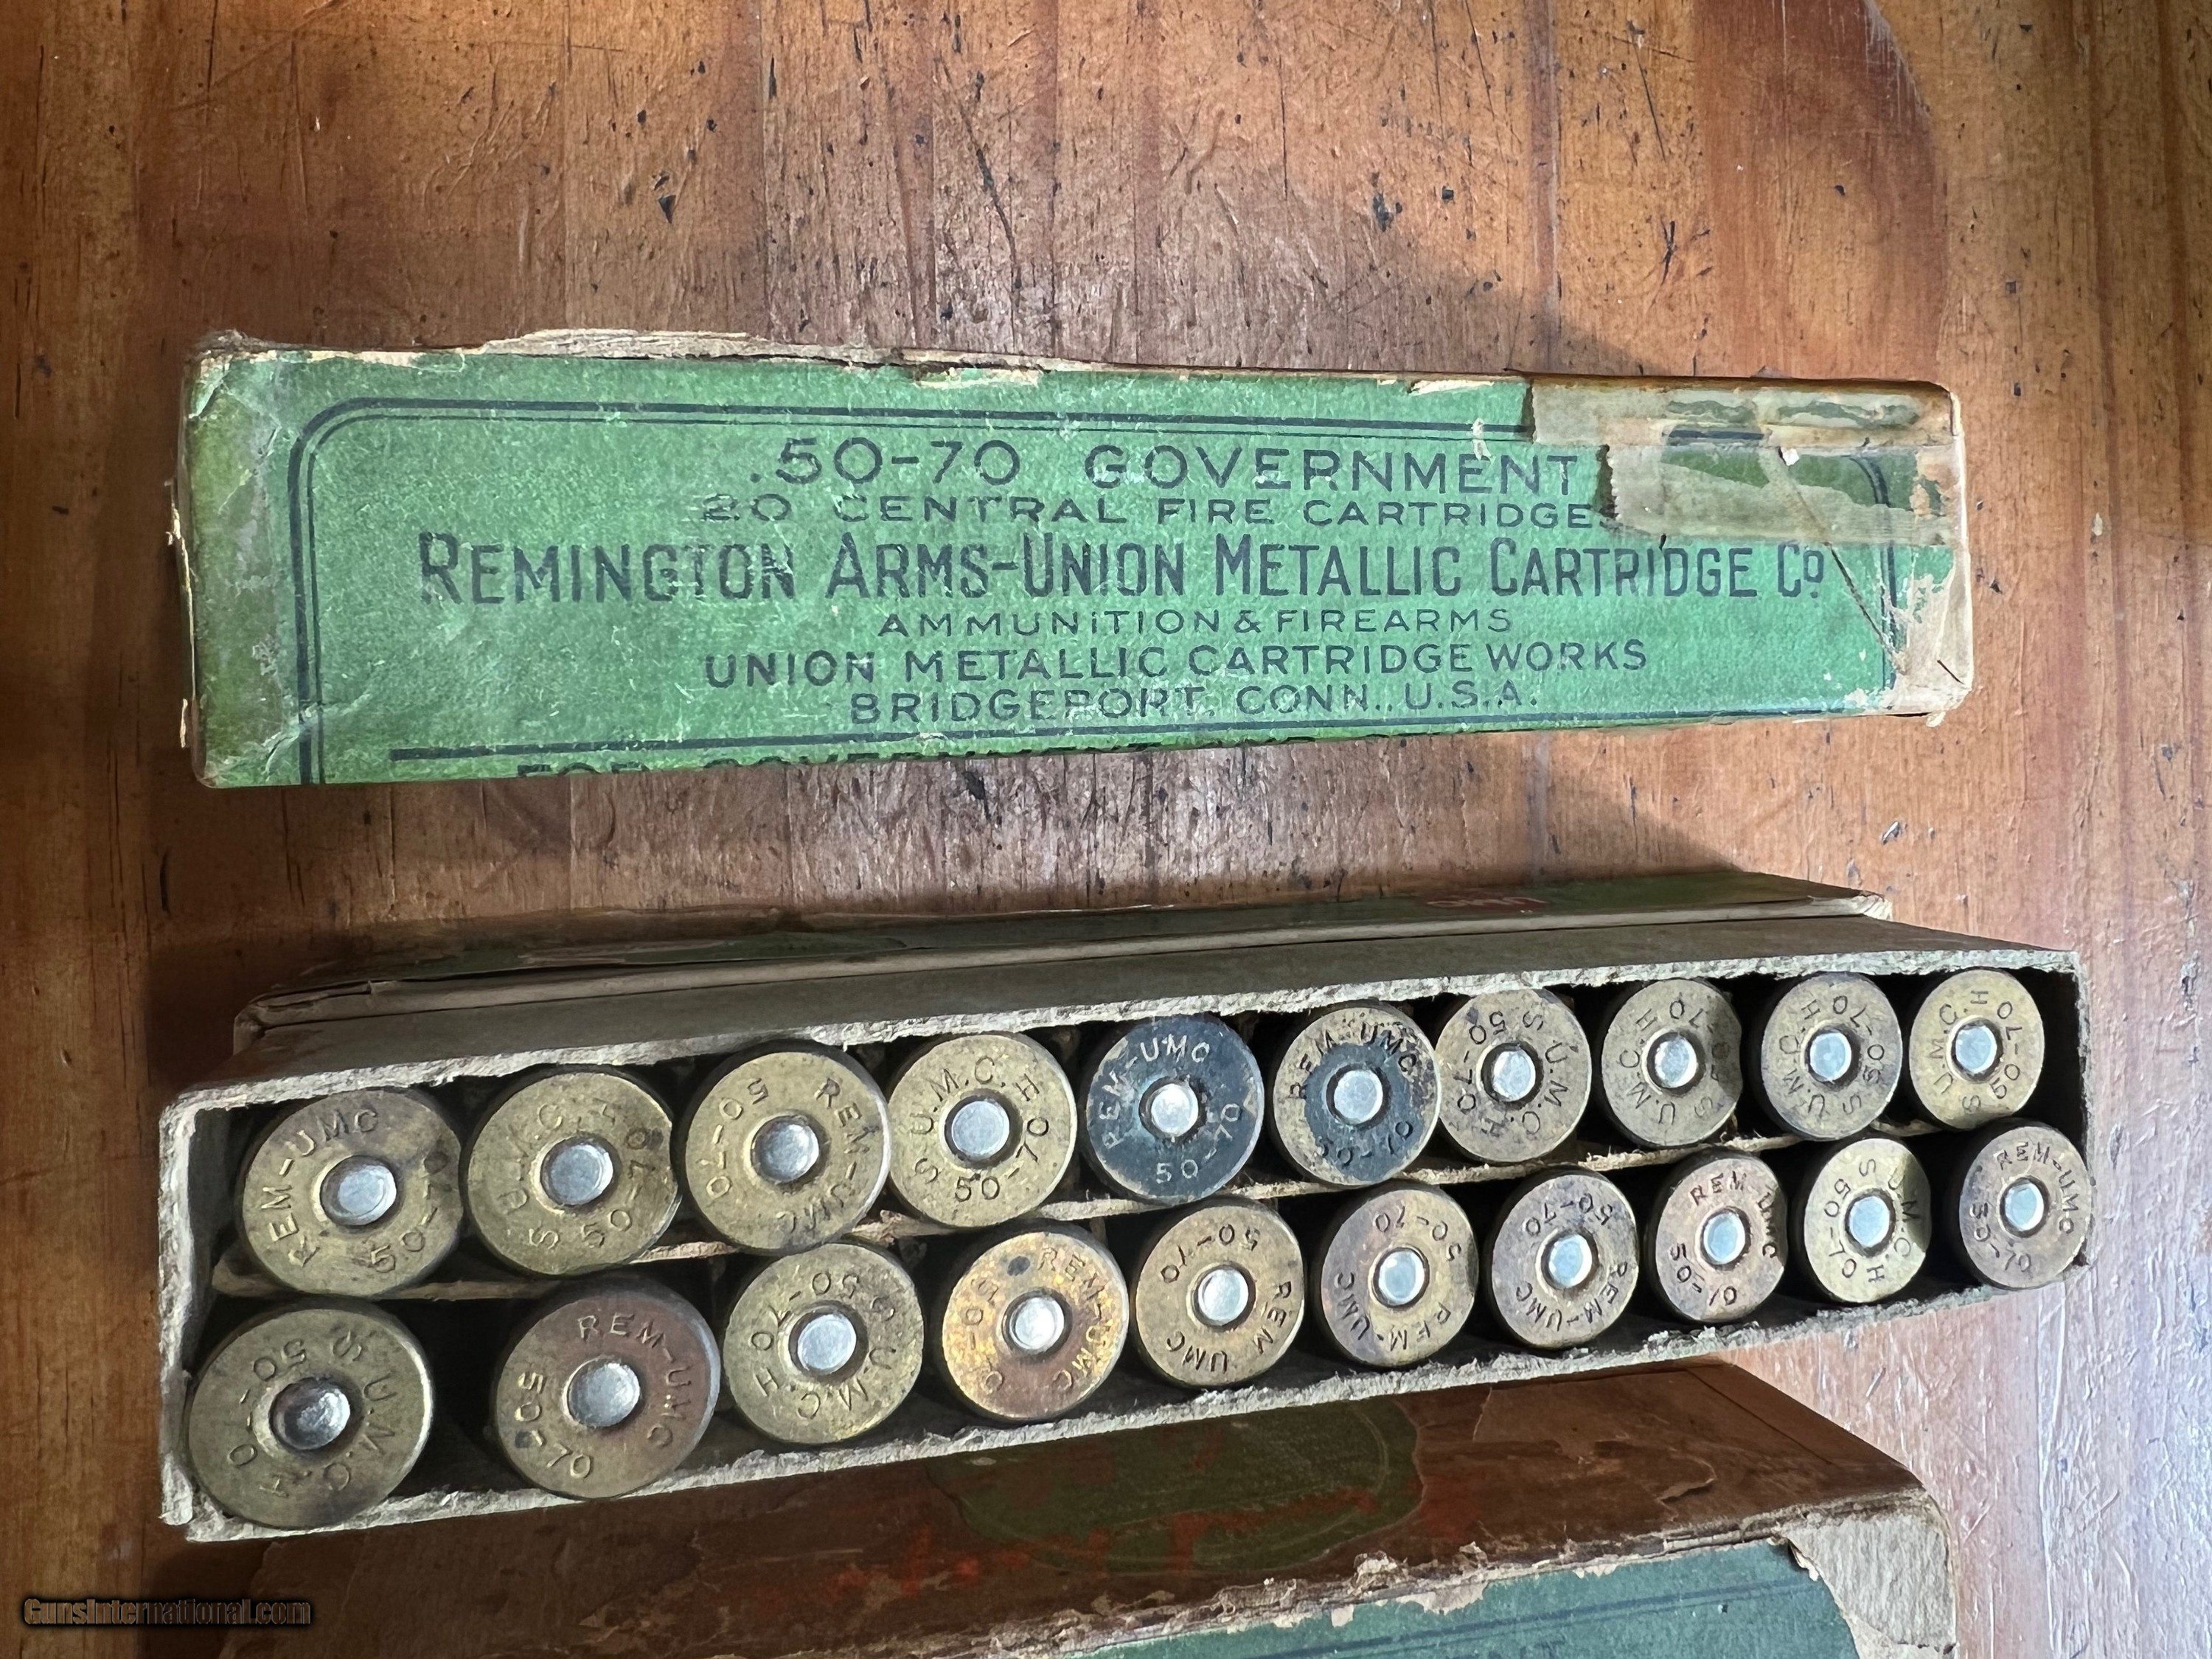 .50-70 GOVERNMENT
20 CENTRAL FIRE CARTRIDGES
REMINGTON ARMS-UNION METALLIC CARTRIDGE CO.
AMMUNITION & FIREARMS
UNION METALLIC CARTRIDGE WORKS
BRIDGEPORT, CONN., U.S.A.
UMC
REM-UMC 50-70
S U.M.C. H 50-70
REM-UMC 50-70
S U.M.C. H 50-70
REM-UMC 50-70
REM-UMC 50-70
S U.M.C. H 50-70
S U.M.C. H 50-70
S U.M.C. H 50-70
S U.M.C. H 50-70
S U.M.C. H 50-70
REM-UMC 50-70
S U.M.C. H 50-70
REM-UMC 50-70
REM UMC 50-70
REM-UMC 50-70
REM-UMC 50-70
REM UMC 50-70
S U.M.C. H 50-70
REM-UMC 50-70
GunsInternational.com